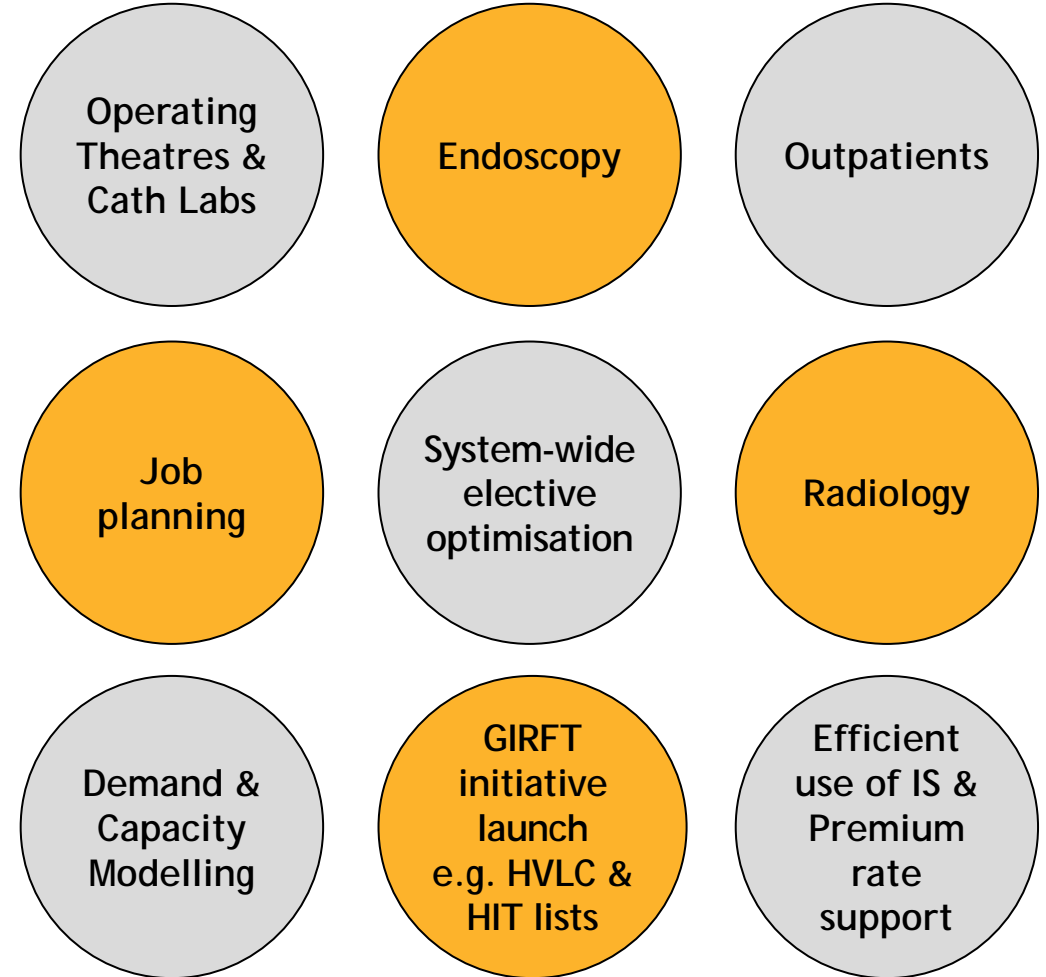 Operating
Theatres &
Cath Labs
Endoscopy
Outpatients
Job
planning
System-wide
elective
optimisation
Radiology
Demand &
Capacity
Modelling
GIRFT
initiative
launch
e.g. HVLC &
HIT lists
Efficient
use of IS &
Premium
rate
support